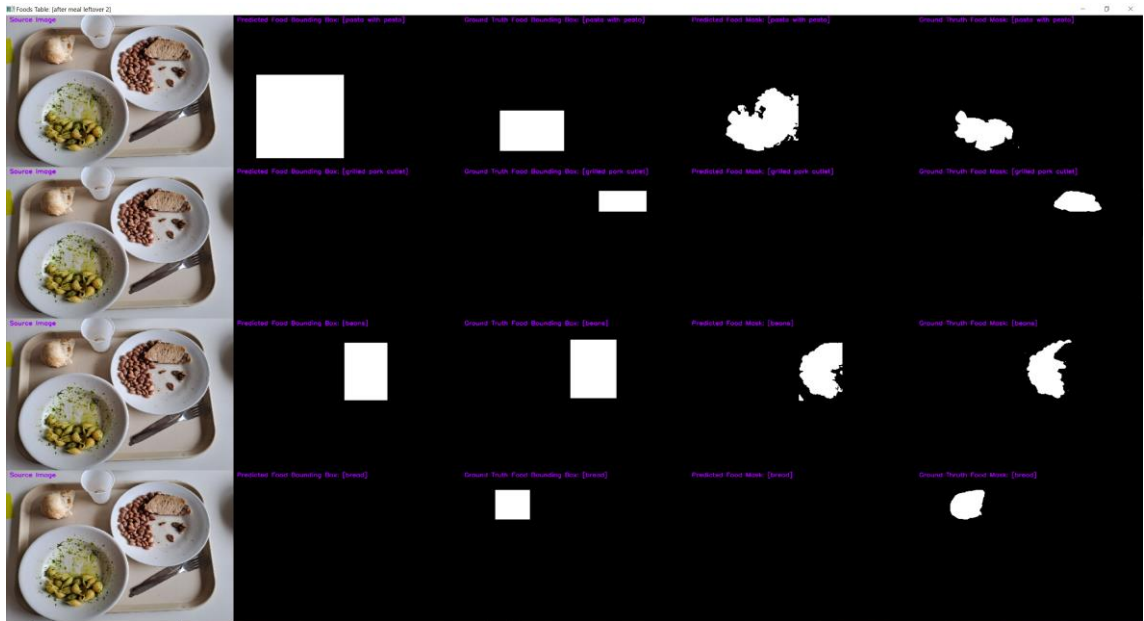 Foods Table: [after meal leftover 2]
Source Image
Predicted Food Bounding Box: [pasta with pesto]
Ground Truth Food Bounding Box: [pasta with pesto]
Predicted Food Mask: [pasta with pesto]
Ground Thruth Food Mask: [pasta with pesto]
Source Image
Predicted Food Bounding Box: [grilled pork cutlet]
Ground Truth Food Bounding Box: [grilled pork cutlet]
Predicted Food Mask: [grilled pork cutlet]
Ground Thruth Food Mask: [grilled pork cutlet]
Source Image
Predicted Food Bounding Box: [beans]
Ground Truth Food Bounding Box: [beans]
Predicted Food Mask: [beans]
Ground Thruth Food Mask: [beans]
Source Image
Predicted Food Bounding Box: [bread]
Ground Truth Food Bounding Box: [bread]
Predicted Food Mask: [bread]
Ground Thruth Food Mask: [bread]